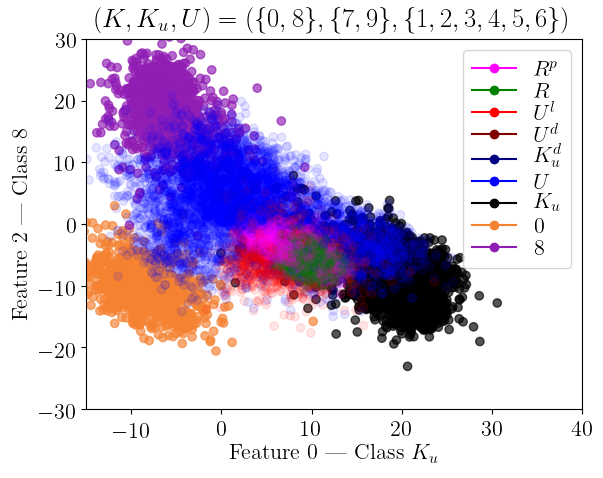 (K, K_u, U) = ({0, 8}, {7, 9}, {1, 2, 3, 4, 5, 6})
30
20
10
0
−10
−20
−30
Feature 2 — Class 8
R^p
R
U^l
U^d
K_u^d
U
K_u
0
8
−10
0
10
20
30
40
Feature 0 — Class K_u